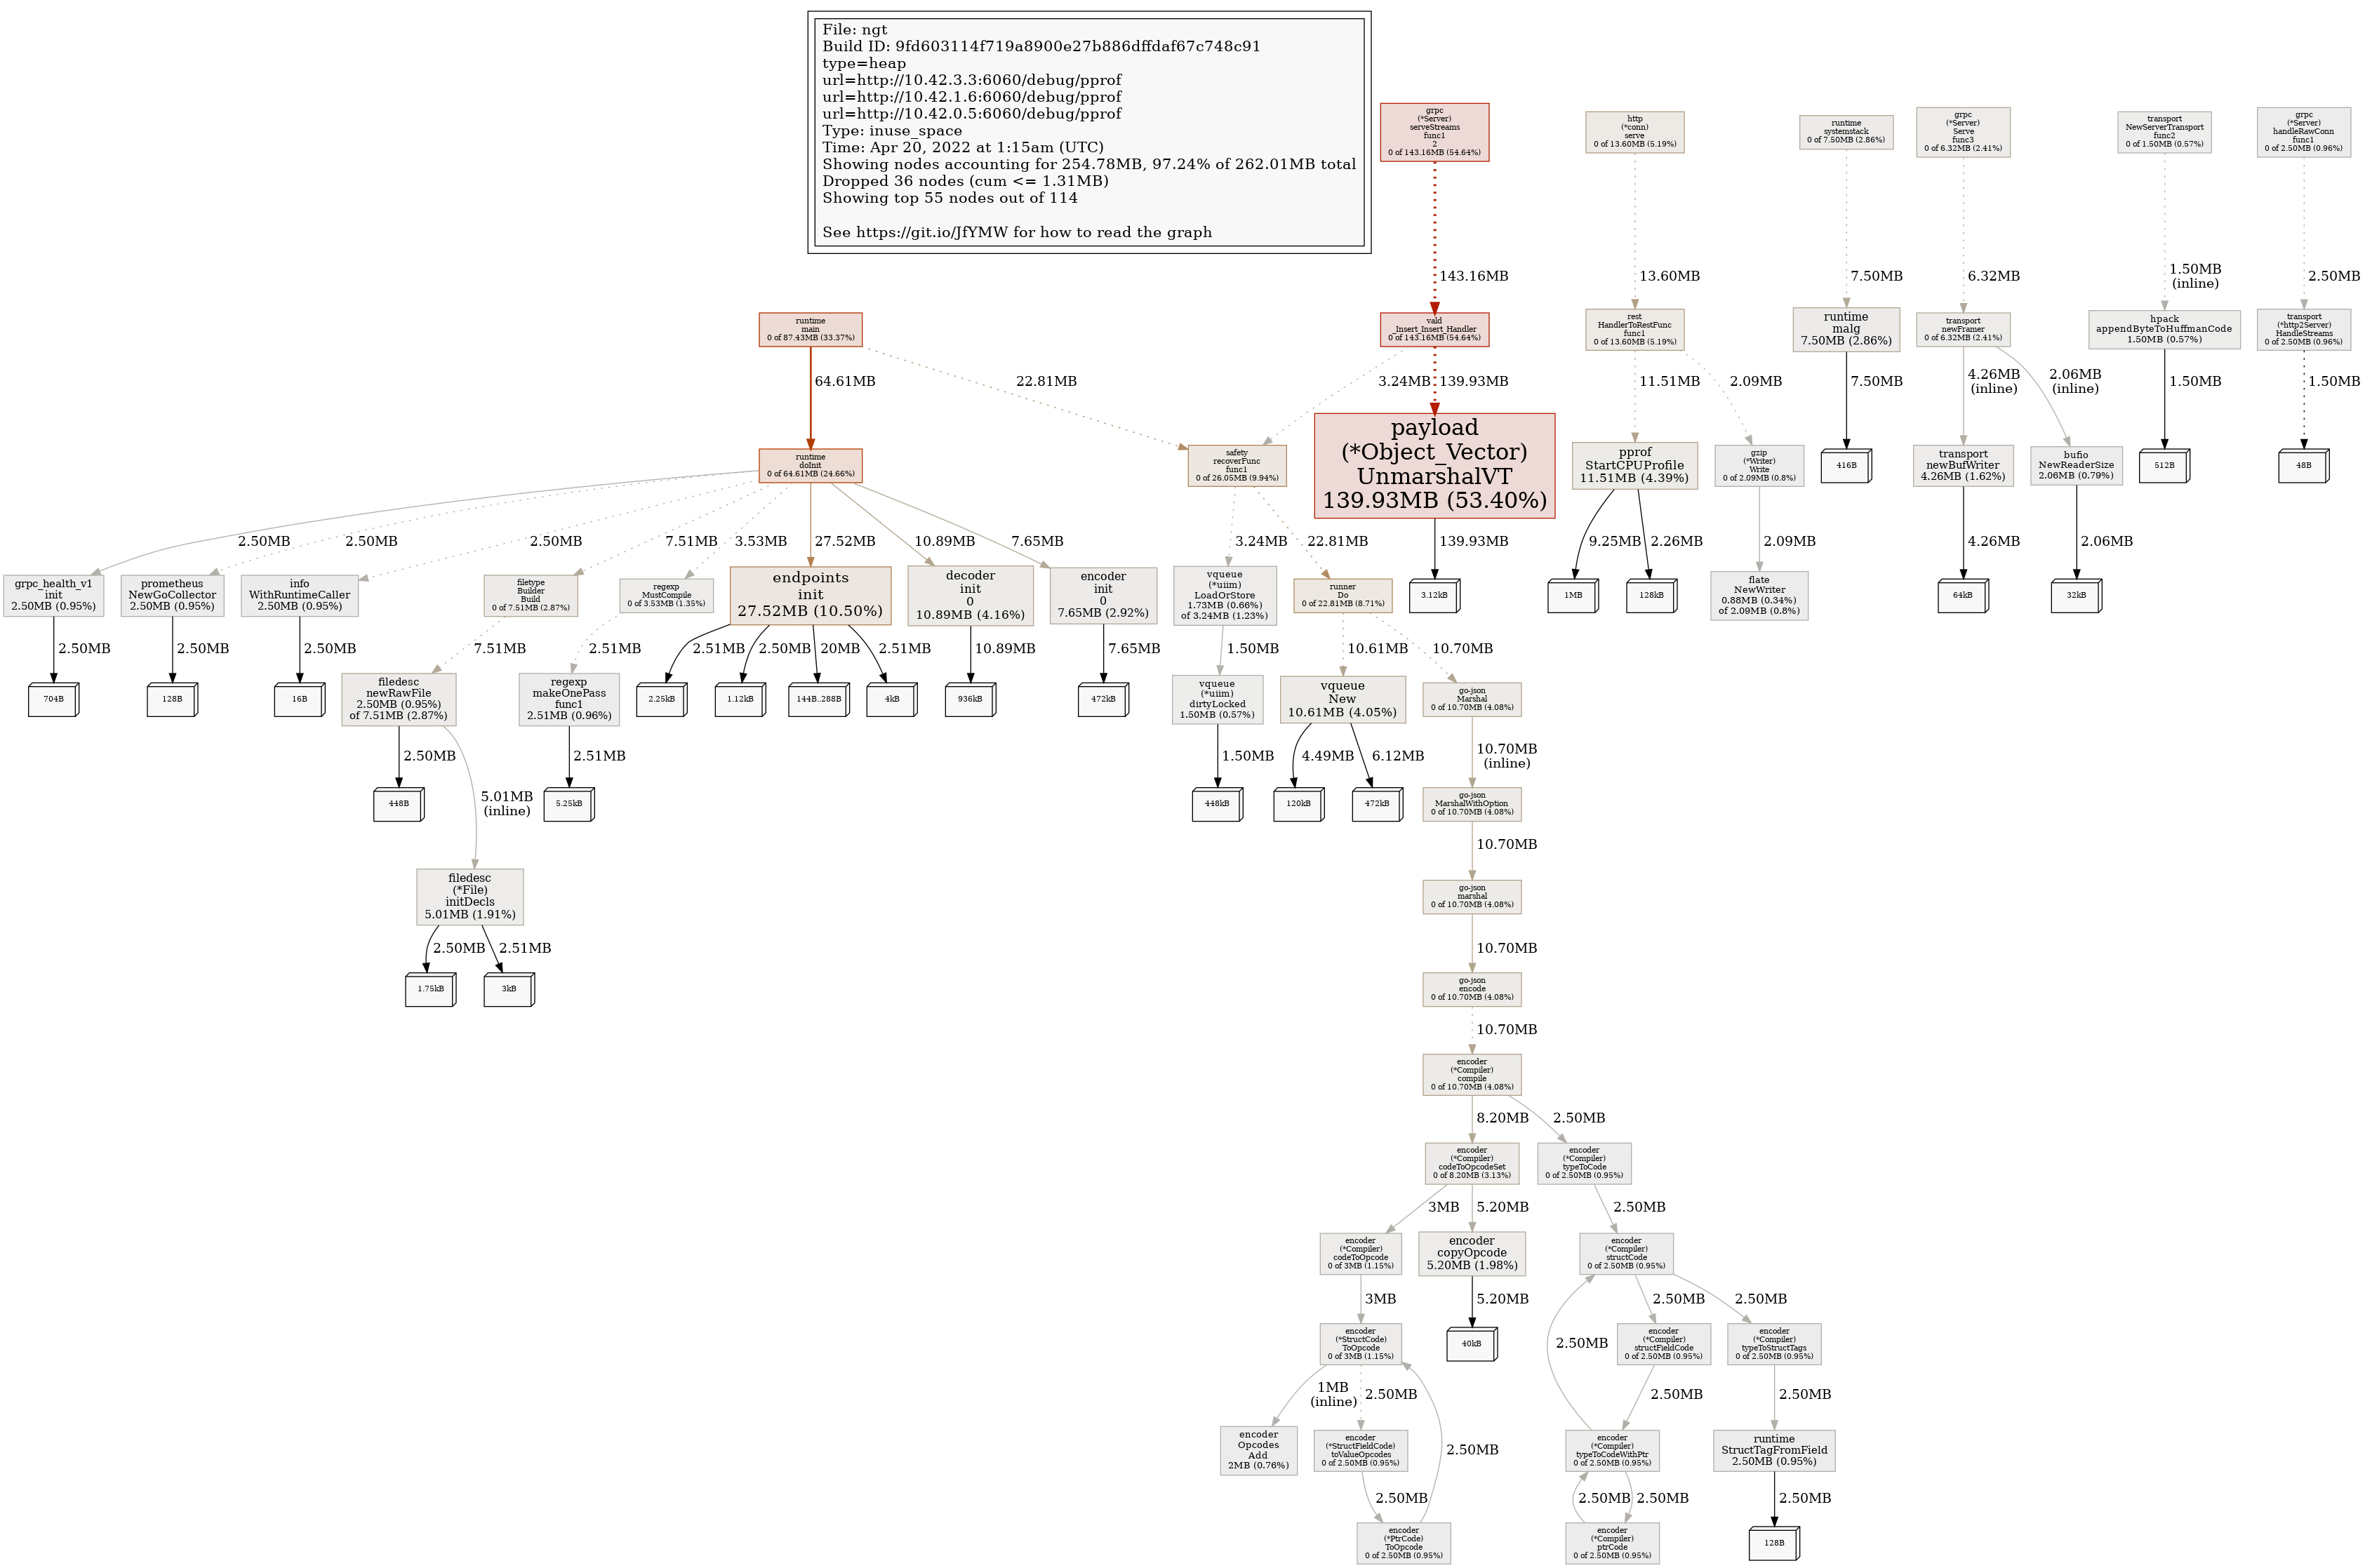 File: ngt
Build ID: 9fd603114f719a8900e27b886dffdaf67c748c91
type=heap
url=http://10.42.3.3:6060/debug/pprof
url=http://10.42.1.6:6060/debug/pprof
url=http://10.42.0.5:6060/debug/pprof
Type: inuse_space
Time: Apr 20, 2022 at 1:15am (UTC)
Showing nodes accounting for 254.78MB, 97.24% of 262.01MB total
Dropped 36 nodes (cum <= 1.31MB)
Showing top 55 nodes out of 114
See https://git.io/JfYMW for how to read the graph
grpc
(*Server)
serveStreams
func1
2
0 of 143.16MB (54.64%)
http
(*conn)
serve
0 of 13.60MB (5.19%)
runtime
systemstack
0 of 7.50MB (2.86%)
grpc
(*Server)
Serve
func3
0 of 6.32MB (2.41%)
transport
NewServerTransport
func2
0 of 1.50MB (0.57%)
grpc
(*Server)
handleRawConn
func1
0 of 2.50MB (0.96%)
143.16MB
13.60MB
7.50MB
6.32MB
1.50MB
(inline)
2.50MB
runtime
main
0 of 87.43MB (33.37%)
vald
_Insert_Insert_Handler
0 of 143.16MB (54.64%)
rest
HandlerToRestFunc
func1
0 of 13.60MB (5.19%)
runtime
malg
7.50MB (2.86%)
transport
newFramer
0 of 6.32MB (2.41%)
hpack
appendByteToHuffmanCode
1.50MB (0.57%)
transport
(*http2Server)
HandleStreams
0 of 2.50MB (0.96%)
64.61MB
22.81MB
3.24MB
139.93MB
11.51MB
2.09MB
7.50MB
4.26MB
(inline)
2.06MB
(inline)
1.50MB
1.50MB
runtime
doInit
0 of 64.61MB (24.66%)
safety
recoverFunc
func1
0 of 26.05MB (9.94%)
payload
(*Object_Vector)
UnmarshalVT
139.93MB (53.40%)
pprof
StartCPUProfile
11.51MB (4.39%)
gzip
(*Writer)
Write
0 of 2.09MB (0.8%)
416B
transport
newBufWriter
4.26MB (1.62%)
bufio
NewReaderSize
2.06MB (0.79%)
512B
48B
2.50MB
2.50MB
2.50MB
7.51MB
3.53MB
27.52MB
10.89MB
7.65MB
3.24MB
22.81MB
139.93MB
9.25MB
2.26MB
2.09MB
4.26MB
2.06MB
grpc_health_v1
init
2.50MB (0.95%)
prometheus
NewGoCollector
2.50MB (0.95%)
info
WithRuntimeCaller
2.50MB (0.95%)
filetype
Builder
Build
0 of 7.51MB (2.87%)
regexp
MustCompile
0 of 3.53MB (1.35%)
endpoints
init
27.52MB (10.50%)
decoder
init
0
10.89MB (4.16%)
encoder
init
0
7.65MB (2.92%)
vqueue
(*uiim)
LoadOrStore
1.73MB (0.66%)
of 3.24MB (1.23%)
runner
Do
0 of 22.81MB (8.71%)
3.12kB
1MB
128kB
flate
NewWriter
0.88MB (0.34%)
of 2.09MB (0.8%)
64kB
32kB
2.50MB
2.50MB
2.50MB
7.51MB
2.51MB
2.51MB
2.50MB
20MB
2.51MB
10.89MB
7.65MB
1.50MB
10.61MB
10.70MB
704B
128B
16B
filedesc
newRawFile
2.50MB (0.95%)
of 7.51MB (2.87%)
regexp
makeOnePass
func1
2.51MB (0.96%)
2.25kB
1.12kB
144B..288B
4kB
936kB
472kB
vqueue
(*uiim)
dirtyLocked
1.50MB (0.57%)
vqueue
New
10.61MB (4.05%)
go-json
Marshal
0 of 10.70MB (4.08%)
2.50MB
5.01MB
(inline)
2.51MB
1.50MB
4.49MB
6.12MB
10.70MB
(inline)
448B
5.25kB
448kB
120kB
472kB
go-json
MarshalWithOption
0 of 10.70MB (4.08%)
10.70MB
filedesc
(*File)
initDecls
5.01MB (1.91%)
go-json
marshal
0 of 10.70MB (4.08%)
2.50MB
2.51MB
10.70MB
1.75kB
3kB
go-json
encode
0 of 10.70MB (4.08%)
10.70MB
encoder
(*Compiler)
compile
0 of 10.70MB (4.08%)
8.20MB
2.50MB
encoder
(*Compiler)
codeToOpcodeSet
0 of 8.20MB (3.13%)
encoder
(*Compiler)
typeToCode
0 of 2.50MB (0.95%)
3MB
5.20MB
2.50MB
encoder
(*Compiler)
codeToOpcode
0 of 3MB (1.15%)
encoder
copyOpcode
5.20MB (1.98%)
encoder
(*Compiler)
structCode
0 of 2.50MB (0.95%)
3MB
5.20MB
2.50MB
2.50MB
encoder
(*StructCode)
ToOpcode
0 of 3MB (1.15%)
40kB
2.50MB
encoder
(*Compiler)
structFieldCode
0 of 2.50MB (0.95%)
encoder
(*Compiler)
typeToStructTags
0 of 2.50MB (0.95%)
1MB
(inline)
2.50MB
2.50MB
2.50MB
encoder
Opcodes
Add
2MB (0.76%)
encoder
(*StructFieldCode)
toValueOpcodes
0 of 2.50MB (0.95%)
2.50MB
encoder
(*Compiler)
typeToCodeWithPtr
0 of 2.50MB (0.95%)
runtime
StructTagFromField
2.50MB (0.95%)
2.50MB
2.50MB
2.50MB
2.50MB
encoder
(*PtrCode)
ToOpcode
0 of 2.50MB (0.95%)
encoder
(*Compiler)
ptrCode
0 of 2.50MB (0.95%)
128B